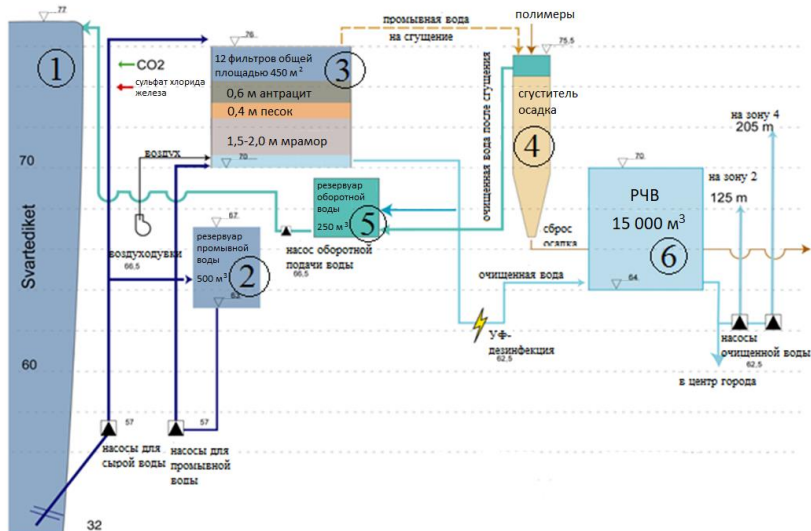 77.
1
Svartediket
70
60
32
CO2
сульфат хлорида
железа
76.
12 фильтров общей
площадью 450 м²
3
0,6 м антрацит
0,4 м песок
1,5-2,0 м мрамор
70.
воздух
воздуходувки
66,5
67.
резервуар
промывной
воды
500 м³
2
63.
57
насосы для
сырой воды
57
насосы для
промывной
воды
промывная вода
на сгущение
полимеры
75,5
сгуститель
осадка
4
очищенная вода после сгущения
резервуар
оборотной
воды
250 м³
5
насос оборотной
подачи воды
66,5
сброс
осадка
очищенная вода
УФ-
дезинфекция
62,5
70.
РЧВ
15 000 м³
6
64.
на зону 4
205 m
на зону 2
125 m
насосы
очищенной воды
62,5
в центр города